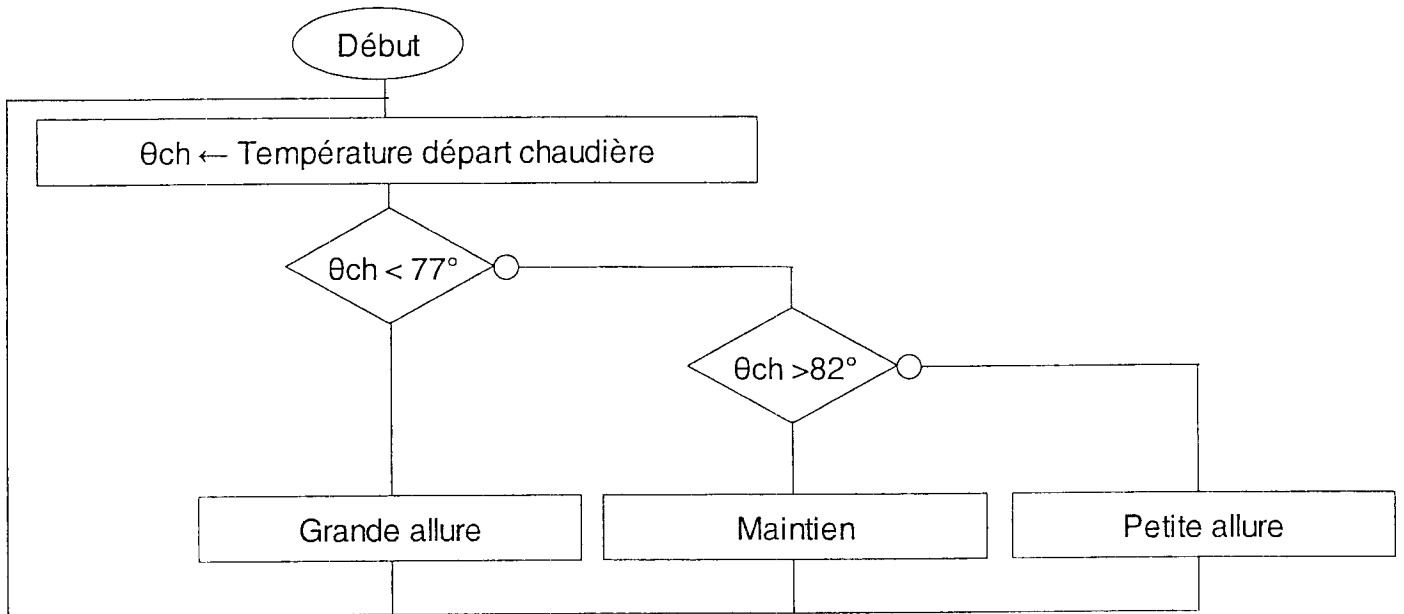 Début
θch ← Température départ chaudière
θch < 77°
θch >82°
Grande allure
Maintien
Petite allure